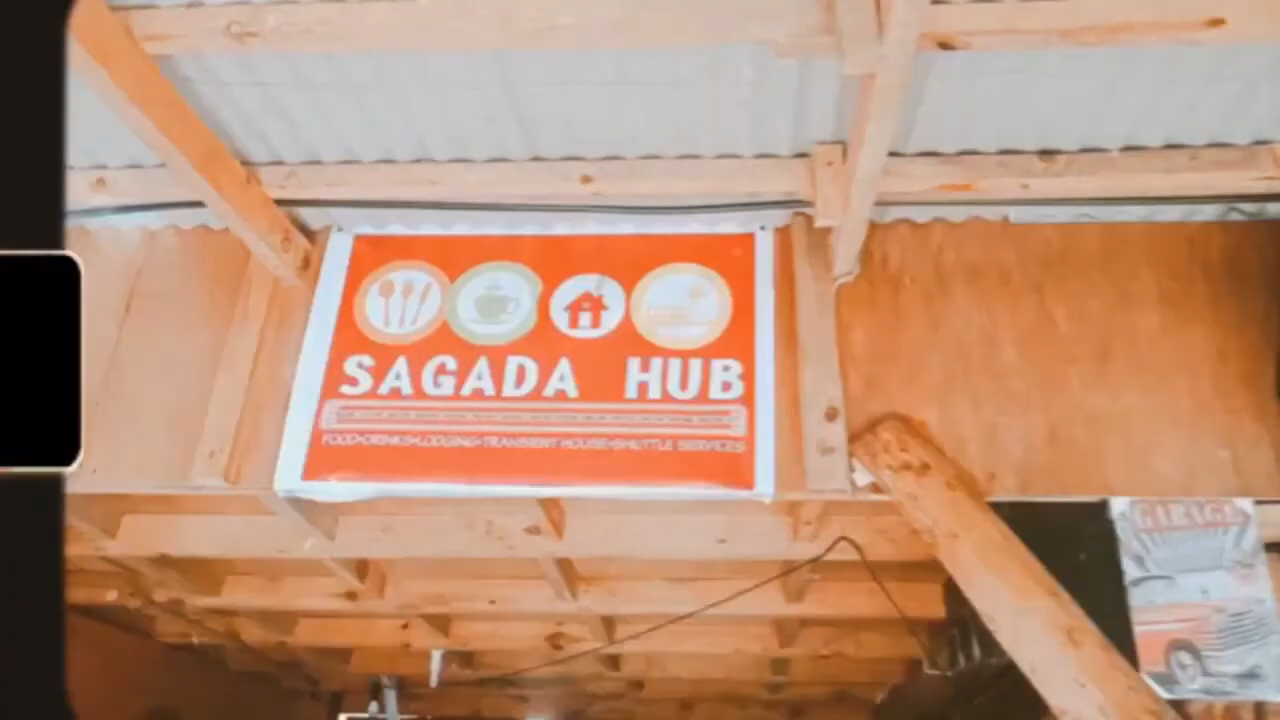 SAGADA HUB
FOOD•DRINKS•LODGING•TRANSIENT HOUSE•SHUTTLE SERVICES
GARAGE